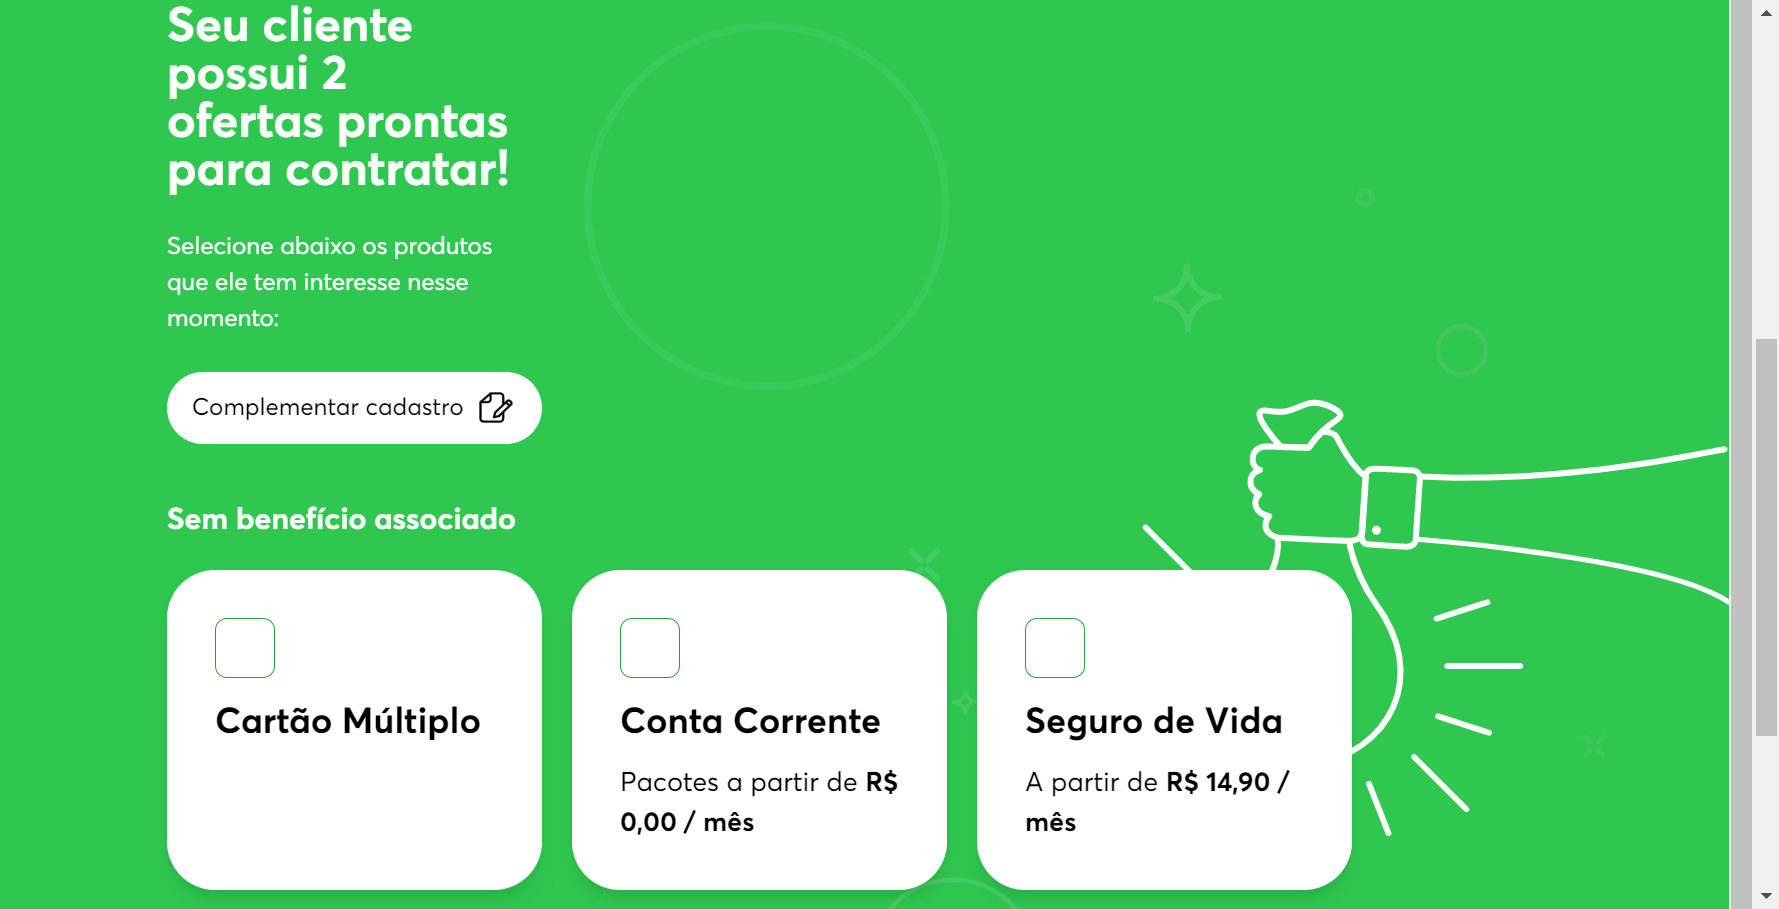 Seu cliente
possui 2
ofertas prontas
para contratar!
Selecione abaixo os produtos
que ele tem interesse nesse
momento:
Complementar cadastro
Sem benefício associado
Cartão Múltiplo
Conta Corrente
Pacotes a partir de R$
0,00 / mês
Seguro de Vida
A partir de R$ 14,90 /
mês